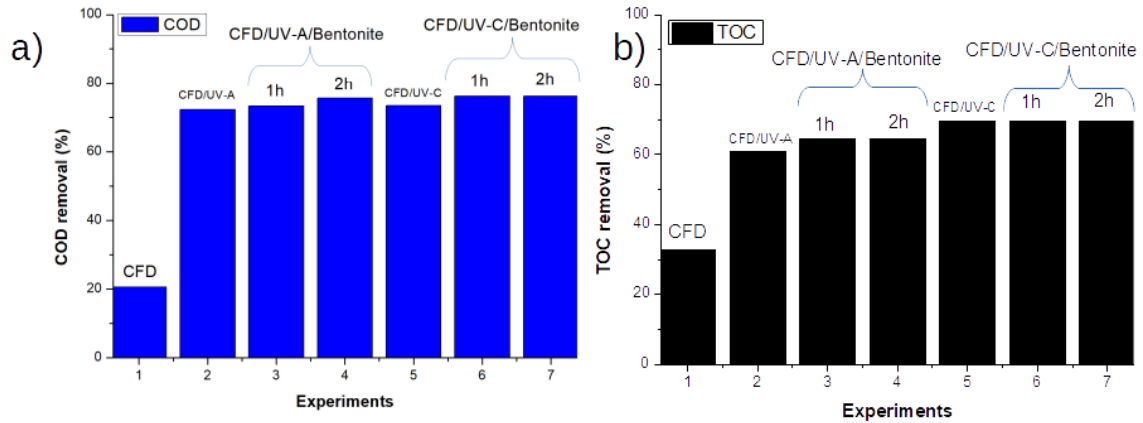 a)
COD
CFD/UV-A/Bentonite
CFD/UV-C/Bentonite
1h
2h
1h
2h
CFD/UV-A
CFD/UV-C
CFD
COD removal (%)
100
80
60
40
20
0
1 2 3 4 5 6 7
Experiments
b)
TOC
CFD/UV-C/Bentonite
CFD/UV-A/Bentonite
1h
2h
1h
2h
CFD/UV-C
CFD/UV-A
CFD
TOC removal (%)
100
80
60
40
20
0
1 2 3 4 5 6 7
Experiments